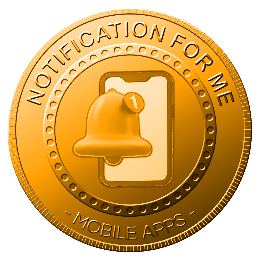 NOTIFICATION FOR ME
1
- MOBILE APPS -